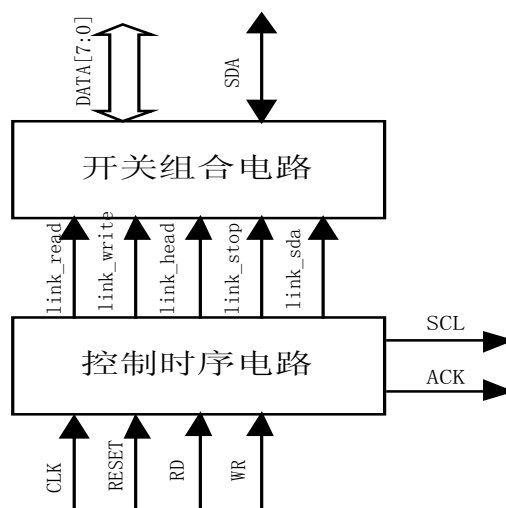 DATA[7:0]
SDA
开关组合电路
link_read
link_write
link_head
link_stop
link_sda
SCL
控制时序电路
ACK
CLK
RESET
RD
WR